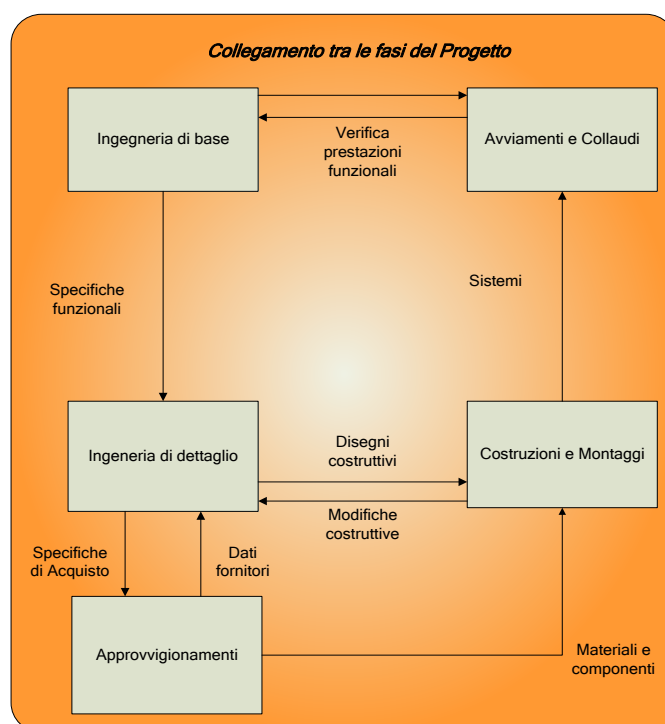 Collegamento tra le fasi del Progetto
Ingegneria di base
Verifica
prestazioni
funzionali
Avviamenti e Collaudi
Specifiche
funzionali
Sistemi
Ingeneria di dettaglio
Disegni
costruttivi
Costruzioni e Montaggi
Modifiche
costruttive
Specifiche
di Acquisto
Dati
fornitori
Approvvigionamenti
Materiali e
componenti